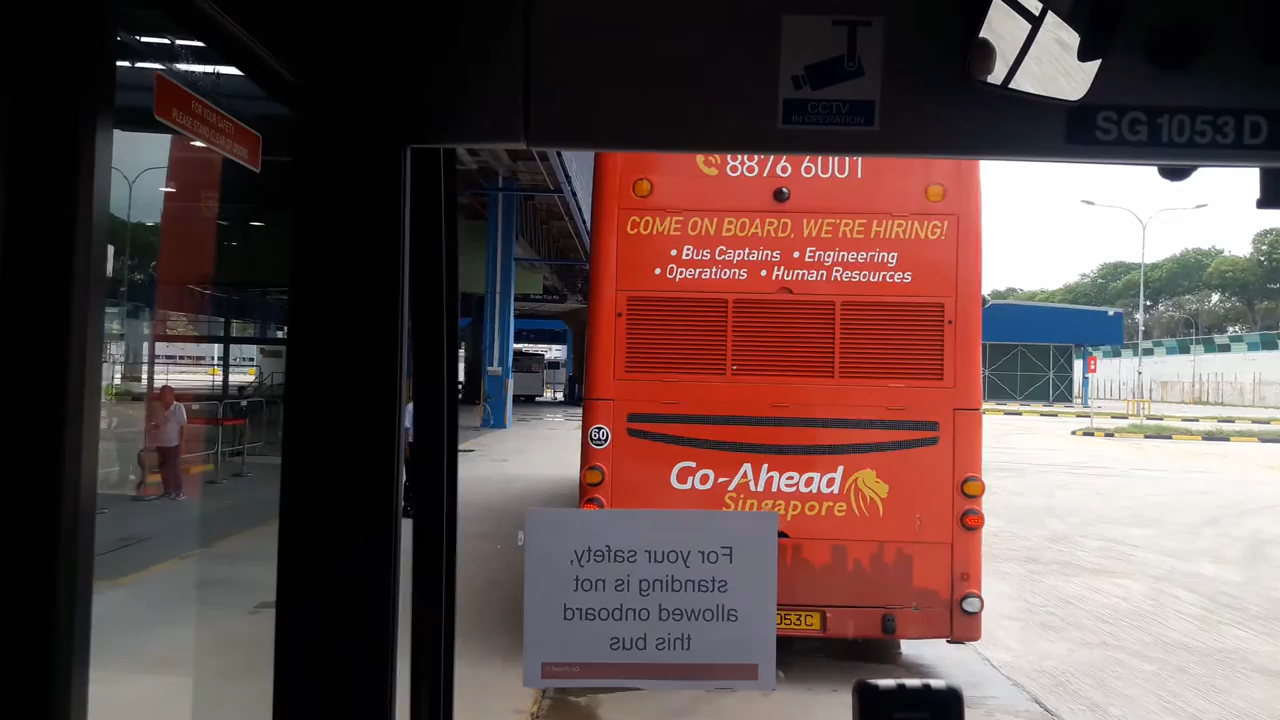 FOR YOUR SAFETY
PLEASE STAND CLEAR OF DOORS
CCTV
IN OPERATION
SG 1053 D
8876 6001
COME ON BOARD, WE'RE HIRING!
• Bus Captains • Engineering
• Operations • Human Resources
60
Go-Ahead
Singapore
For your safety,
standing is not
allowed onboard
this bus
Go-Ahead
053C